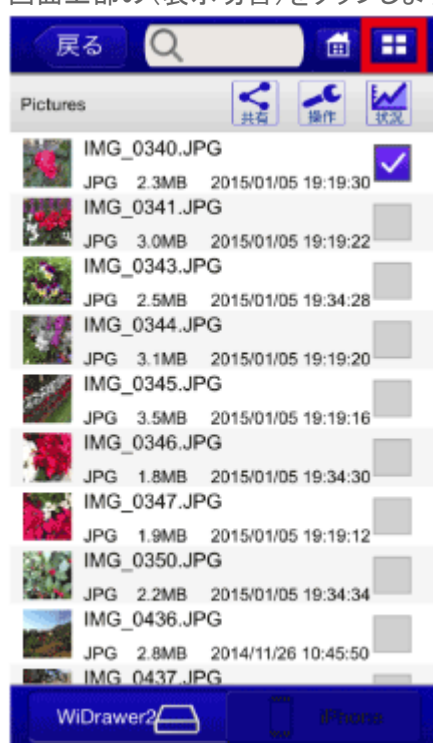 画面上部の〈表示切替〉をタップしま
戻る
Pictures
共有 操作 状況
IMG_0340.JPG
JPG 2.3MB 2015/01/05 19:19:30
IMG_0341.JPG
JPG 3.0MB 2015/01/05 19:19:22
IMG_0343.JPG
JPG 2.5MB 2015/01/05 19:34:28
IMG_0344.JPG
JPG 3.1MB 2015/01/05 19:19:20
IMG_0345.JPG
JPG 3.5MB 2015/01/05 19:19:16
IMG_0346.JPG
JPG 1.8MB 2015/01/05 19:34:30
IMG_0347.JPG
JPG 1.9MB 2015/01/05 19:19:12
IMG_0350.JPG
JPG 2.2MB 2015/01/05 19:34:34
IMG_0436.JPG
JPG 2.8MB 2014/11/26 10:45:50
IMG_0437.JPG
WiDrawer2 iPhone